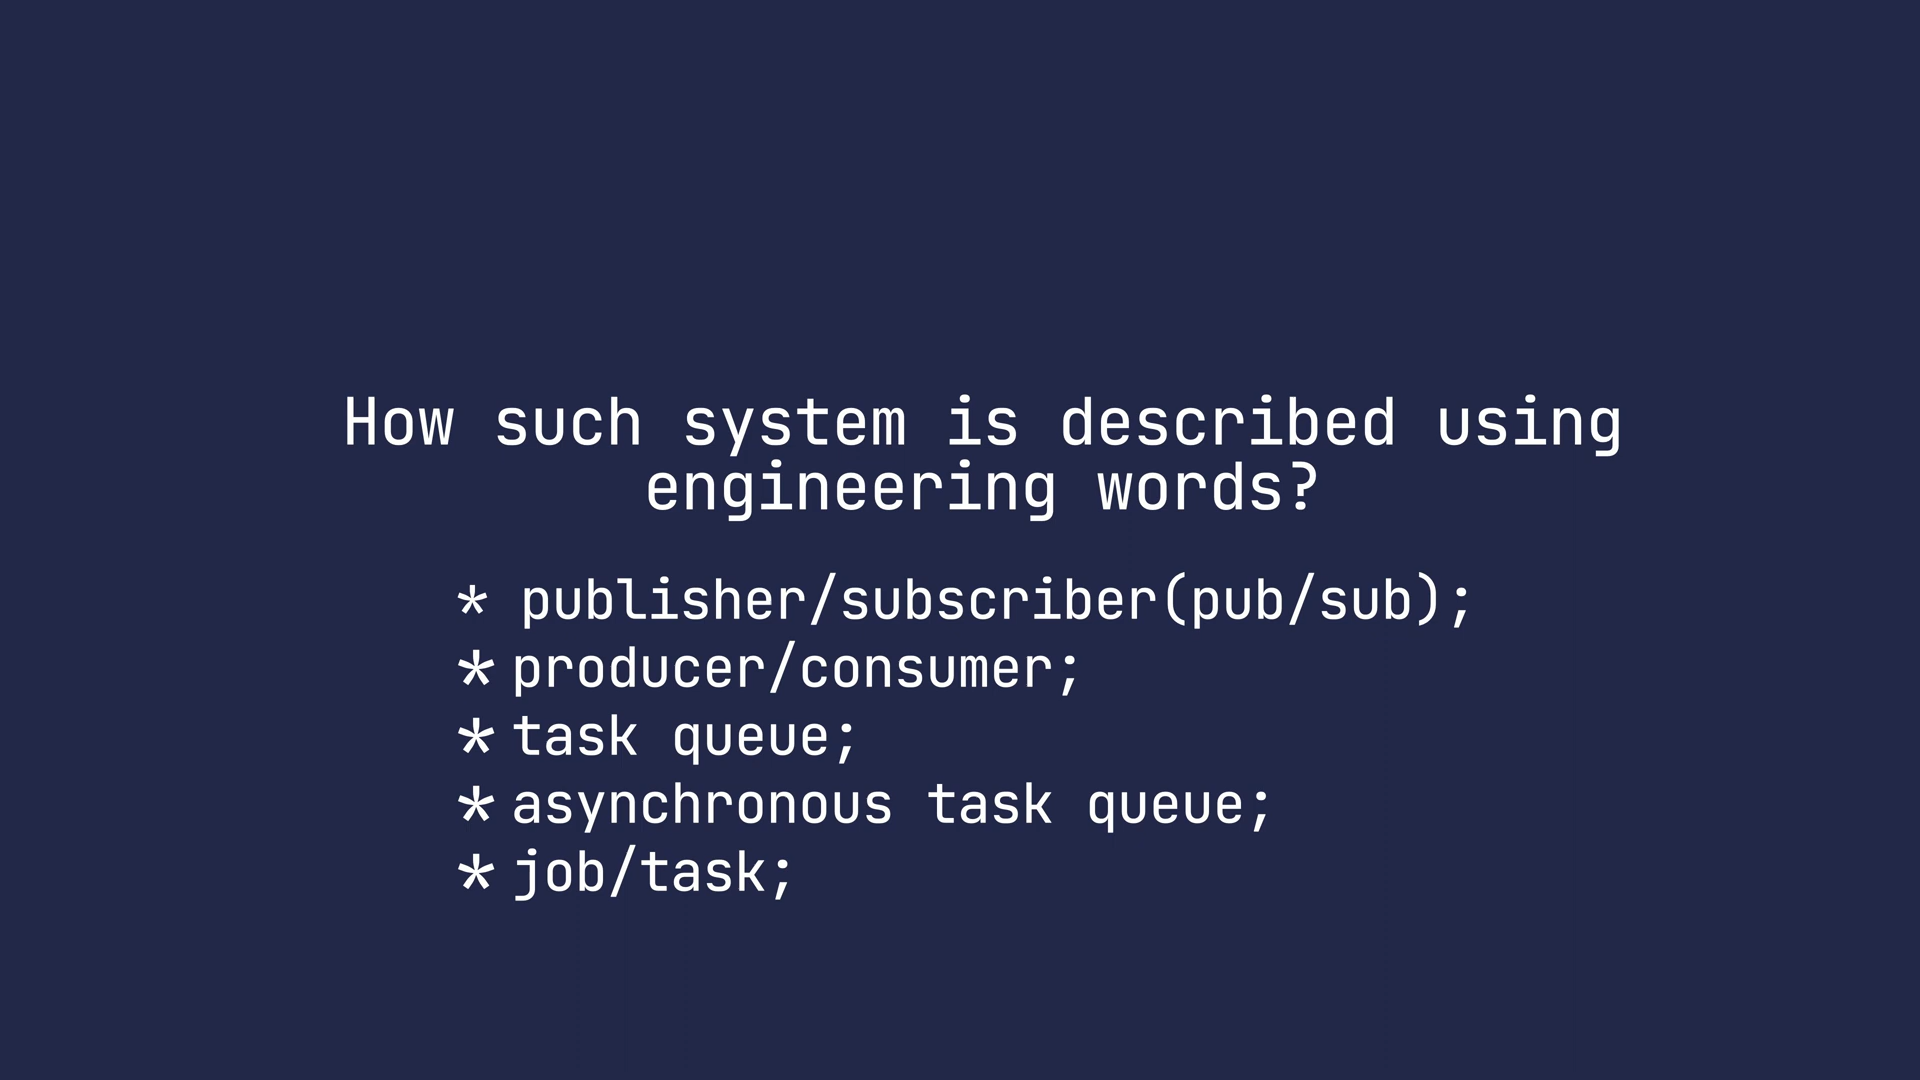 How such system is described using
engineering words?
* publisher/subscriber(pub/sub);
* producer/consumer;
* task queue;
* asynchronous task queue;
* job/task;